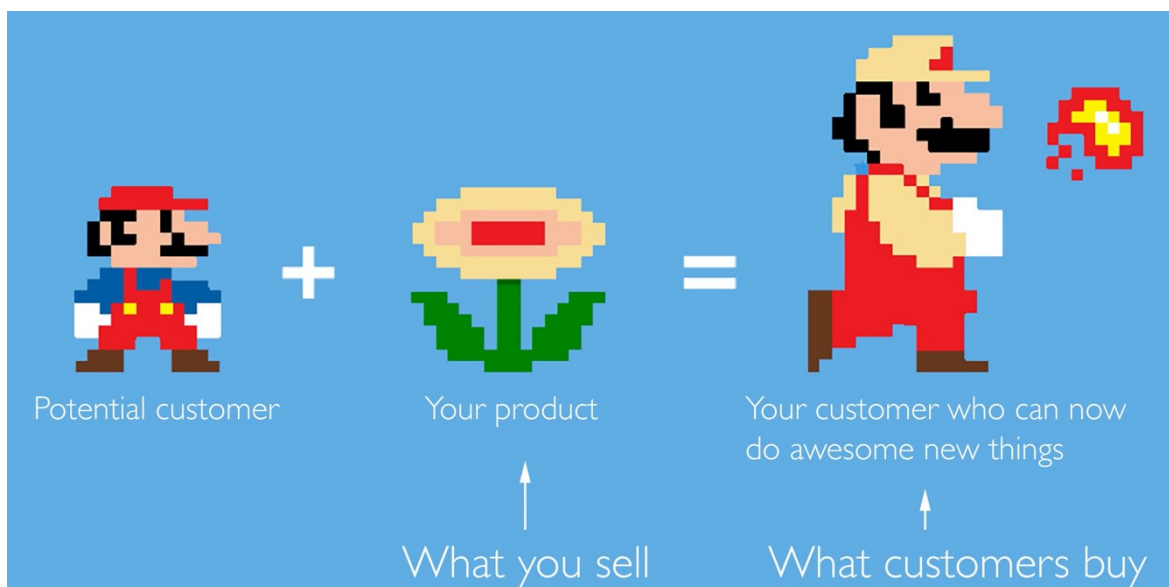 Potential customer
Your product
Your customer who can now
do awesome new things
What you sell
What customers buy